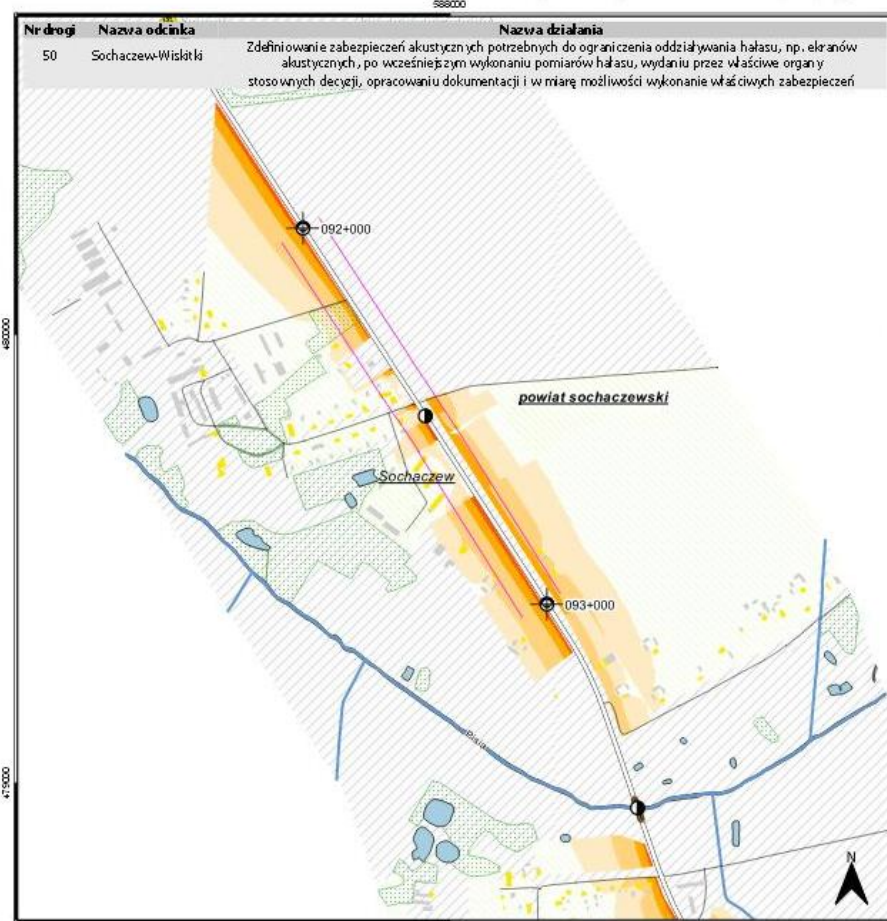 588000
Nr drogi Nazwa odcinka Nazwa działania
50 Sochaczew-Wiskitki Zdefiniowanie zabezpieczeń akustycznych potrzebnych do ograniczenia oddziaływania hałasu, np. ekranów
akustycznych, po wcześniejszym wykonaniu pomiarów hałasu, wydaniu przez właściwe organy
stosownych decyzji, opracowaniu dokumentacji i w miarę możliwości wykonanie właściwych zabezpieczeń
092+000
480000
powiat sochaczewski
Sochaczew
093+000
Pisia
479000
N